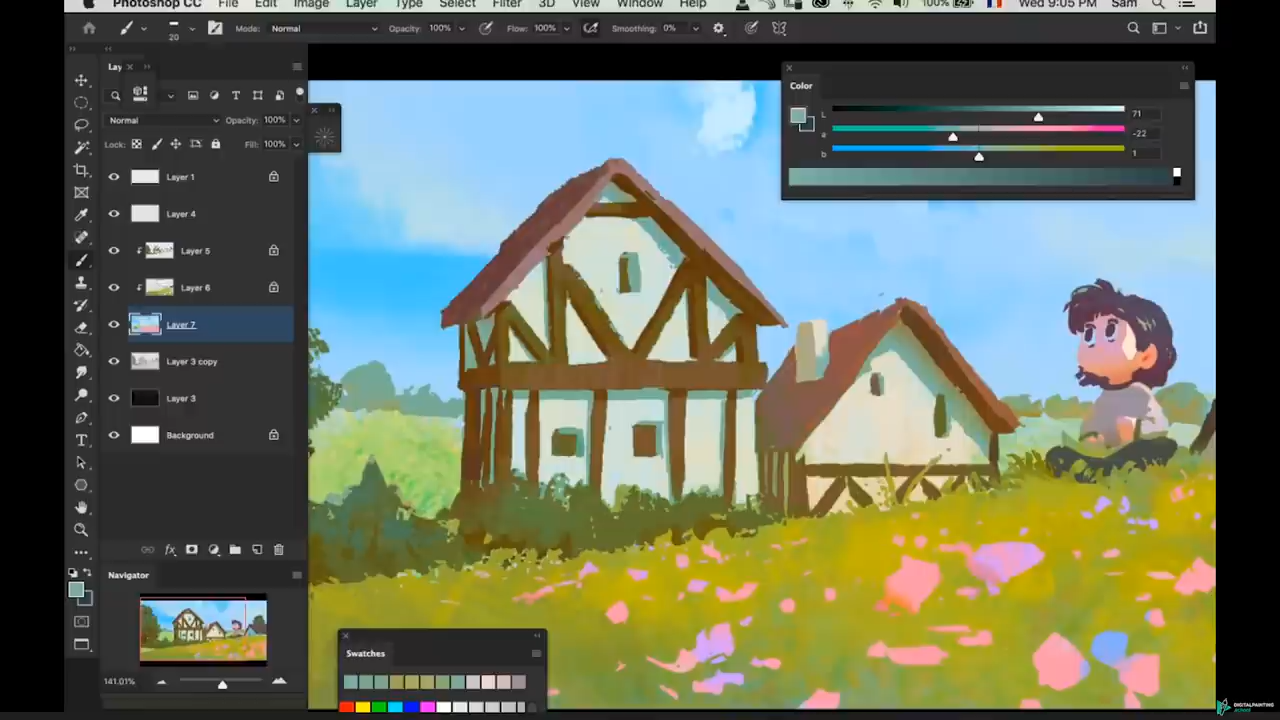 Photoshop CC File Edit Image Layer Type Select Filter 3D View Window Help 100% Wed 9:05 PM Sam
20 Mode: Normal Opacity: 100% Flow: 100% Smoothing: 0%
Lay
Normal Opacity: 100%
Lock: Fill: 100%
Layer 1
Layer 4
Layer 5
Layer 6
Layer 7
Layer 3 copy
Layer 3
Background
Navigator
141.01%
Color
L 71
a -22
b 1
Swatches
DIGITALPAINTING